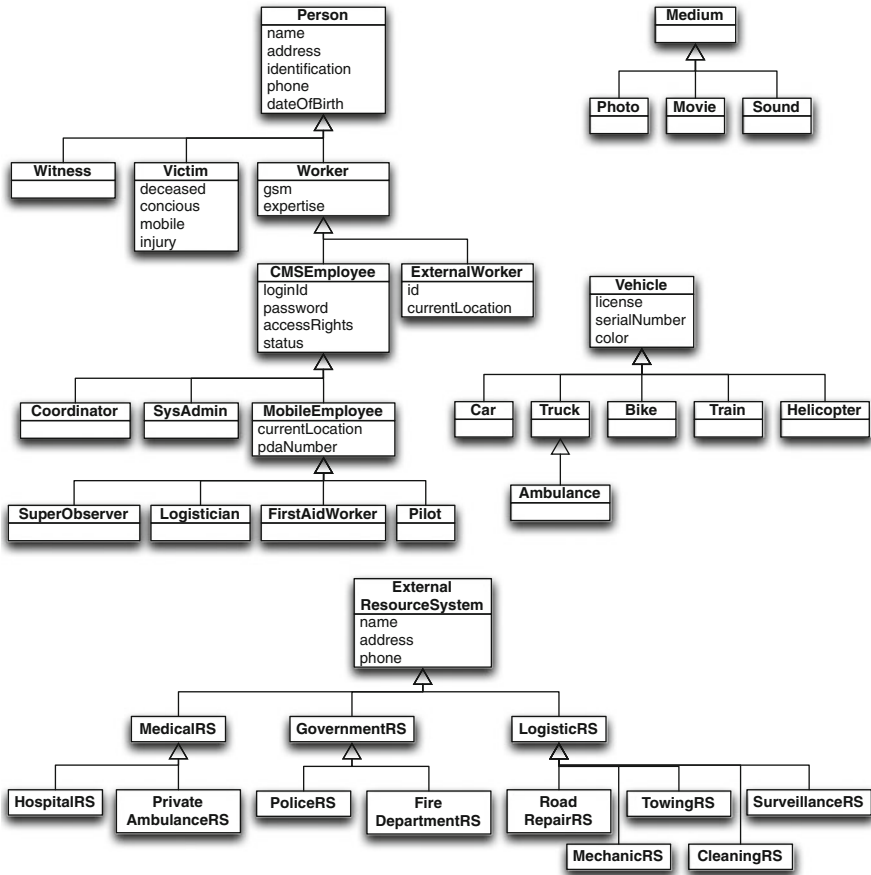 Person
name
address
identification
phone
dateOfBirth
Medium
Photo
Movie
Sound
Witness
Victim
deceased
concious
mobile
injury
Worker
gsm
expertise
CMSEmployee
loginId
password
accessRights
status
ExternalWorker
id
currentLocation
Vehicle
license
serialNumber
color
Coordinator
SysAdmin
MobileEmployee
currentLocation
pdaNumber
Car
Truck
Bike
Train
Helicopter
Ambulance
SuperObserver
Logistician
FirstAidWorker
Pilot
External
ResourceSystem
name
address
phone
MedicalRS
GovernmentRS
LogisticRS
HospitalRS
Private
AmbulanceRS
PoliceRS
Fire
DepartmentRS
Road
RepairRS
TowingRS
SurveillanceRS
MechanicRS
CleaningRS